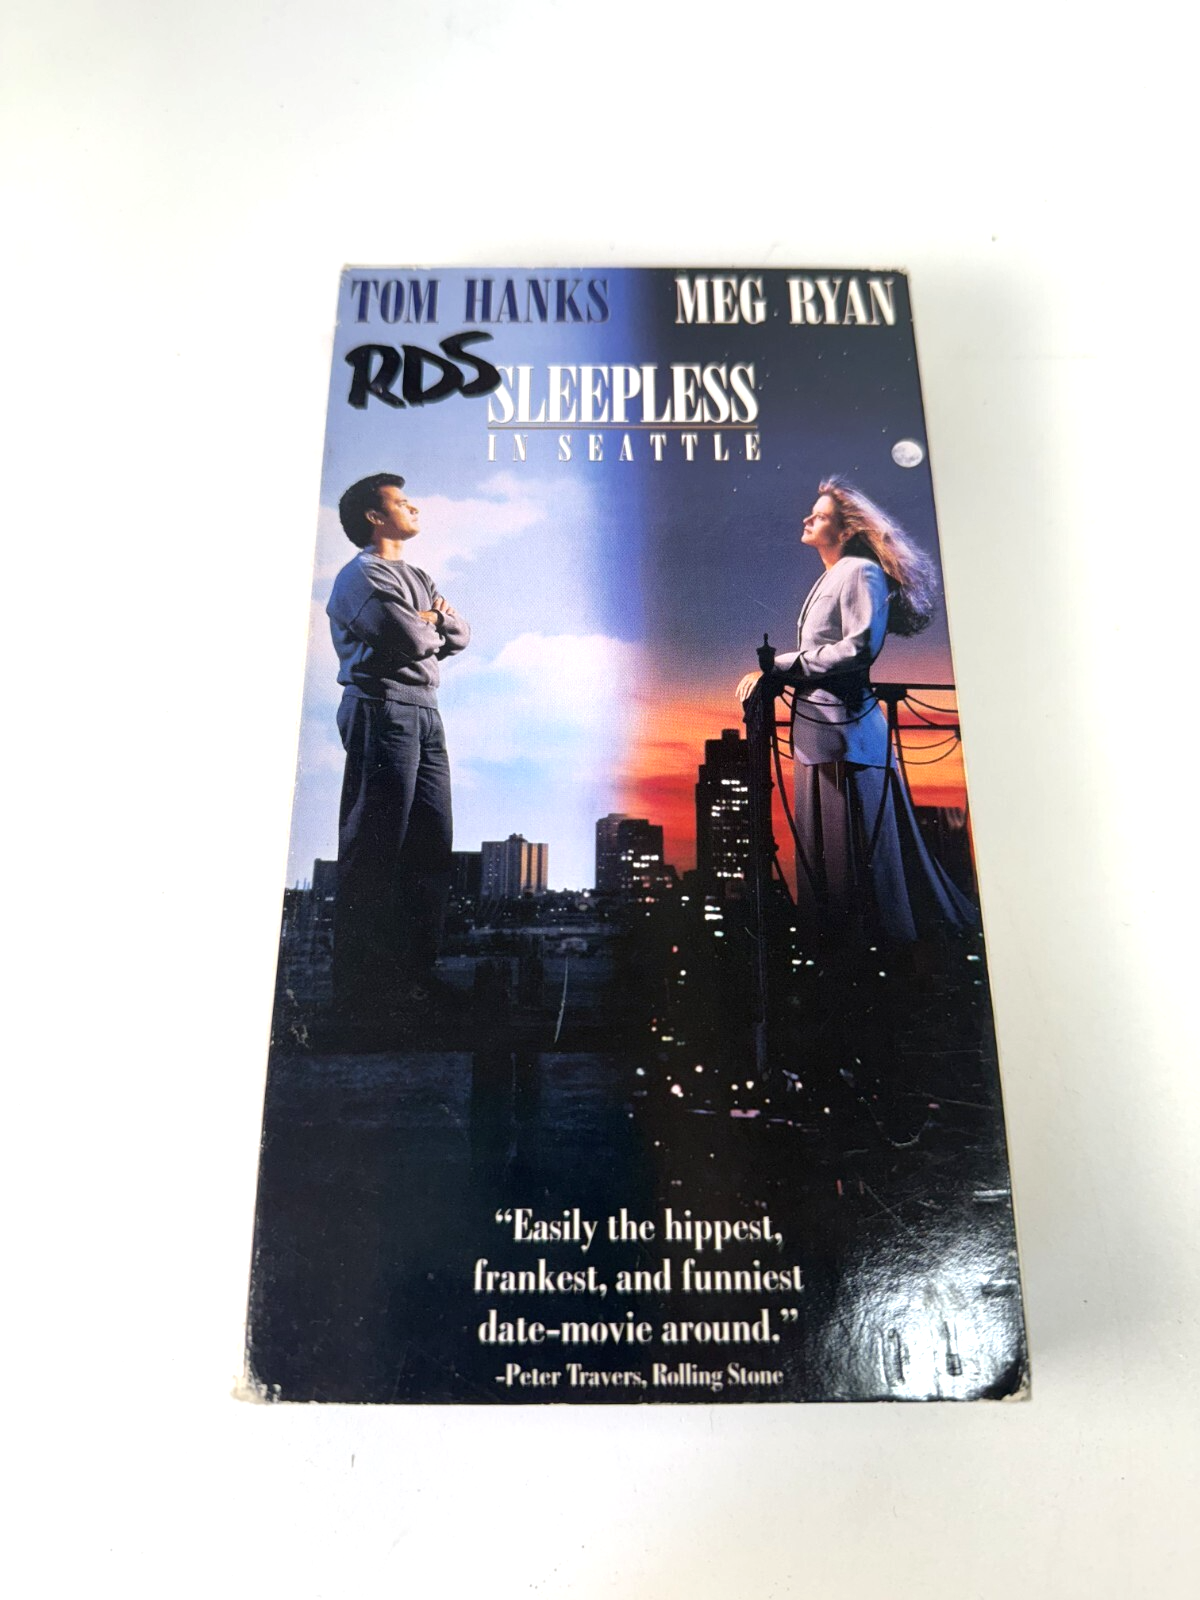 TOM HANKS MEG RYAN
RDS
SLEEPLESS
IN SEATTLE
“Easily the hippest,
frankest, and funniest
date-movie around.”
-Peter Travers, Rolling Stone